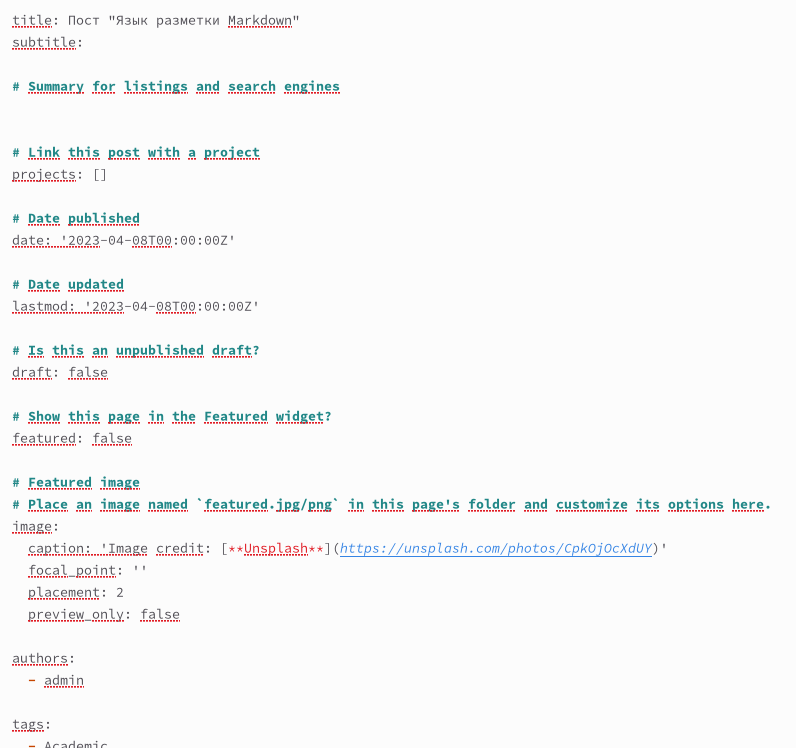 title: Пост "Язык разметки Markdown"
subtitle:
# Summary for listings and search engines
# Link this post with a project
projects: []
# Date published
date: '2023-04-08T00:00:00Z'
# Date updated
lastmod: '2023-04-08T00:00:00Z'
# Is this an unpublished draft?
draft: false
# Show this page in the Featured widget?
featured: false
# Featured image
# Place an image named `featured.jpg/png` in this page's folder and customize its options here.
image:
caption: 'Image credit: [**Unsplash**](https://unsplash.com/photos/CpkOjOcXdUY)'
focal_point: ''
placement: 2
preview_only: false
authors:
- admin
tags:
- Academic